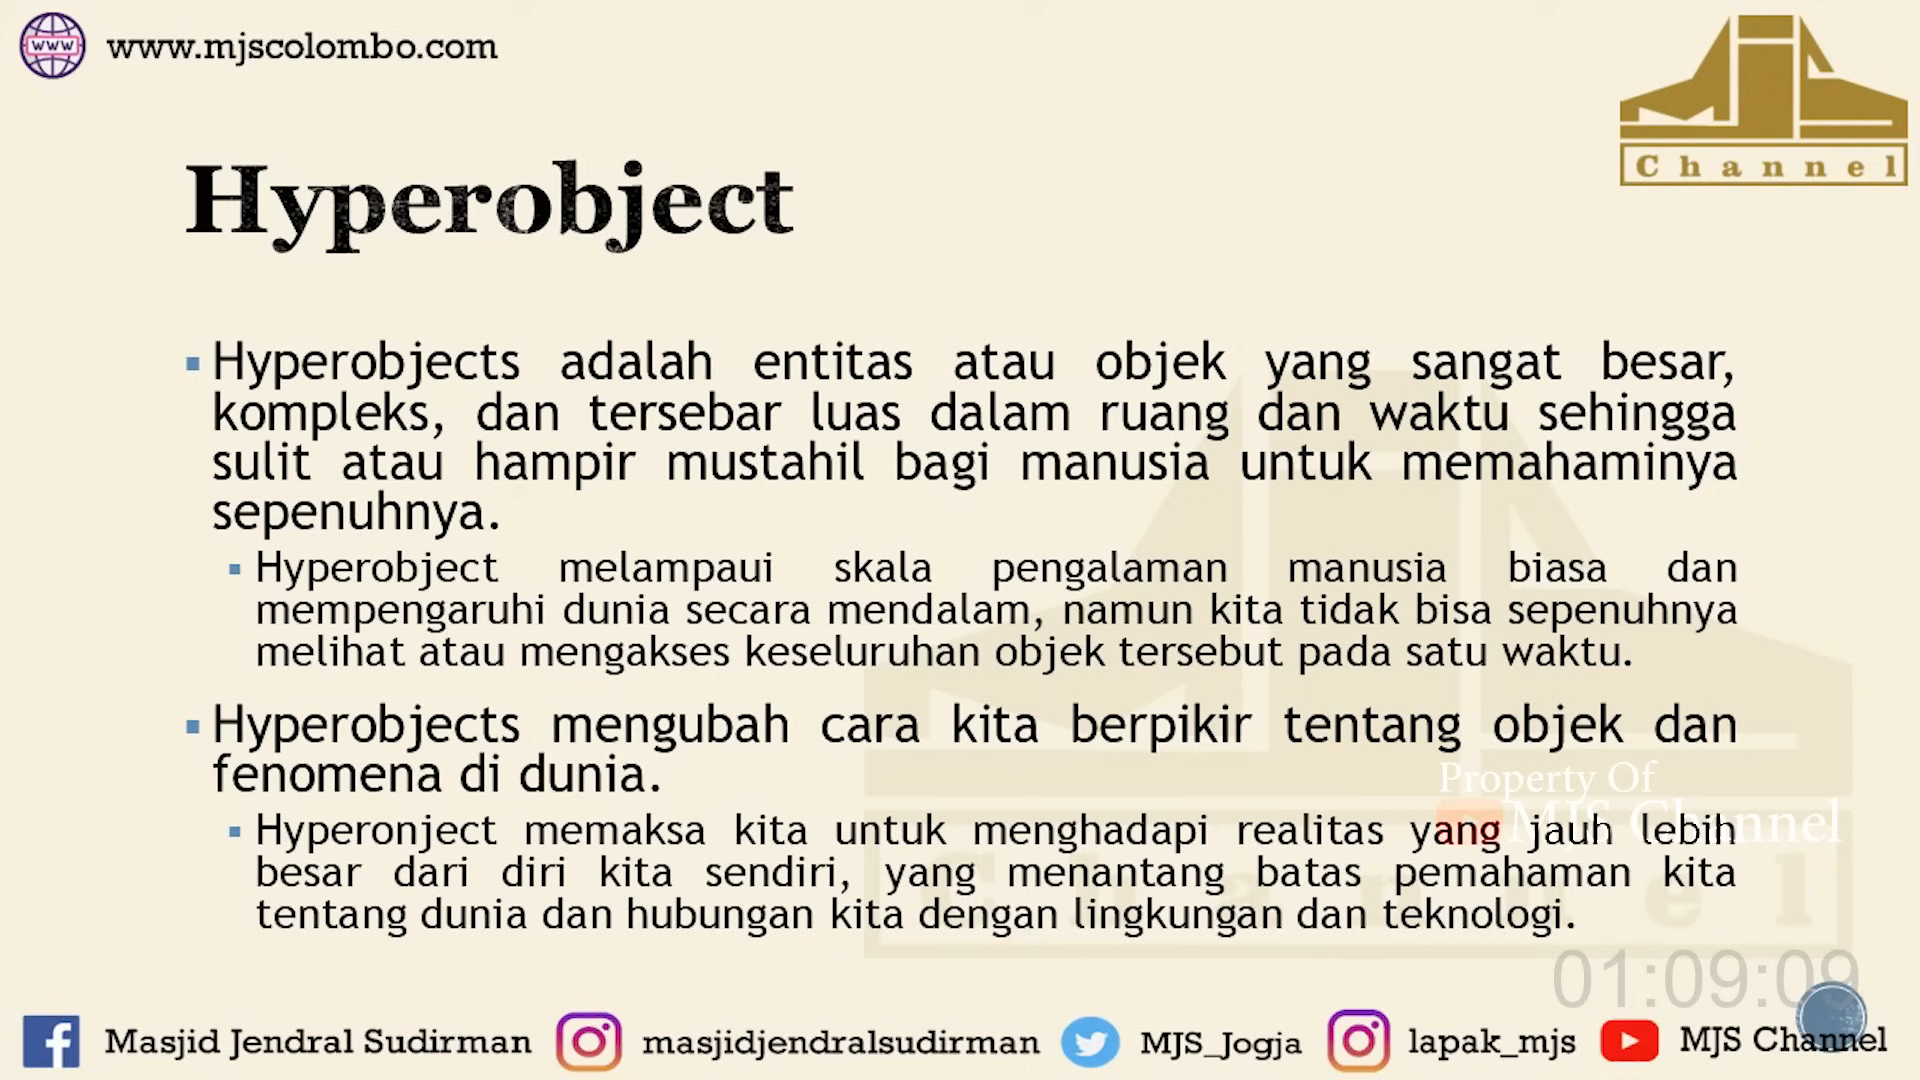 www.mjscolombo.com
WWW
MJS
Channel
Hyperobject
Hyperobjects adalah entitas atau objek yang sangat besar,
kompleks, dan tersebar luas dalam ruang dan waktu sehingga
sulit atau hampir mustahil bagi manusia untuk memahaminya
sepenuhnya.
Hyperobject melampaui skala pengalaman manusia biasa dan
mempengaruhi dunia secara mendalam, namun kita tidak bisa sepenuhnya
melihat atau mengakses keseluruhan objek tersebut pada satu waktu.
Hyperobjects mengubah cara kita berpikir tentang objek dan
fenomena di dunia.
Property Of
MJS Channel
Hyperonject memaksa kita untuk menghadapi realitas yang jauh lebih
besar dari diri kita sendiri, yang menantang batas pemahaman kita
tentang dunia dan hubungan kita dengan lingkungan dan teknologi.
Channel
01:09:09
Masjid Jendral Sudirman masjidjendralsudirman MJS_Jogja lapak_mjs MJS Channel